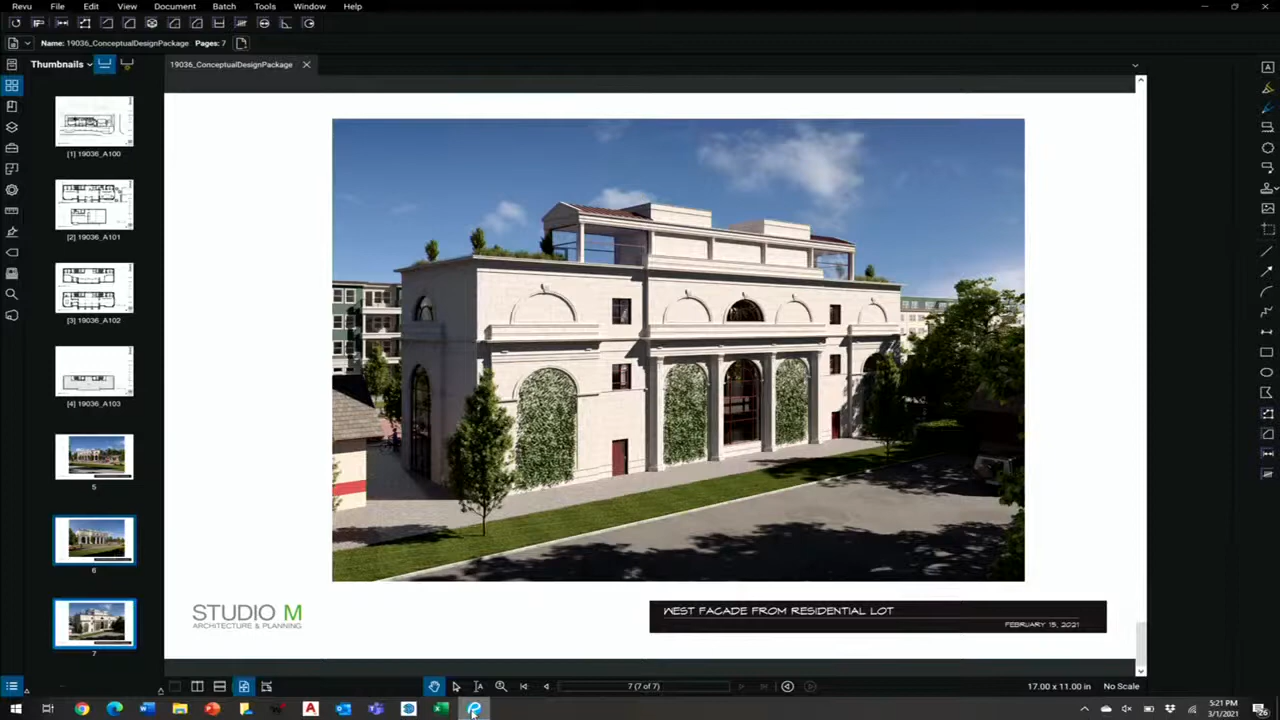 Revu File Edit View Document Batch Tools Window Help
Name: 19036_ConceptualDesignPackage Pages: 7
Thumbnails
19036_ConceptualDesignPackage
[1] 19036_A100
[2] 19036_A101
[3] 19036_A102
[4] 19036_A103
5
6
7
STUDIO M
ARCHITECTURE & PLANNING
WEST FACADE FROM RESIDENTIAL LOT
FEBRUARY 15, 2021
7 (7 of 7)
17.00 x 11.00 in No Scale
5:21 PM
3/1/2021